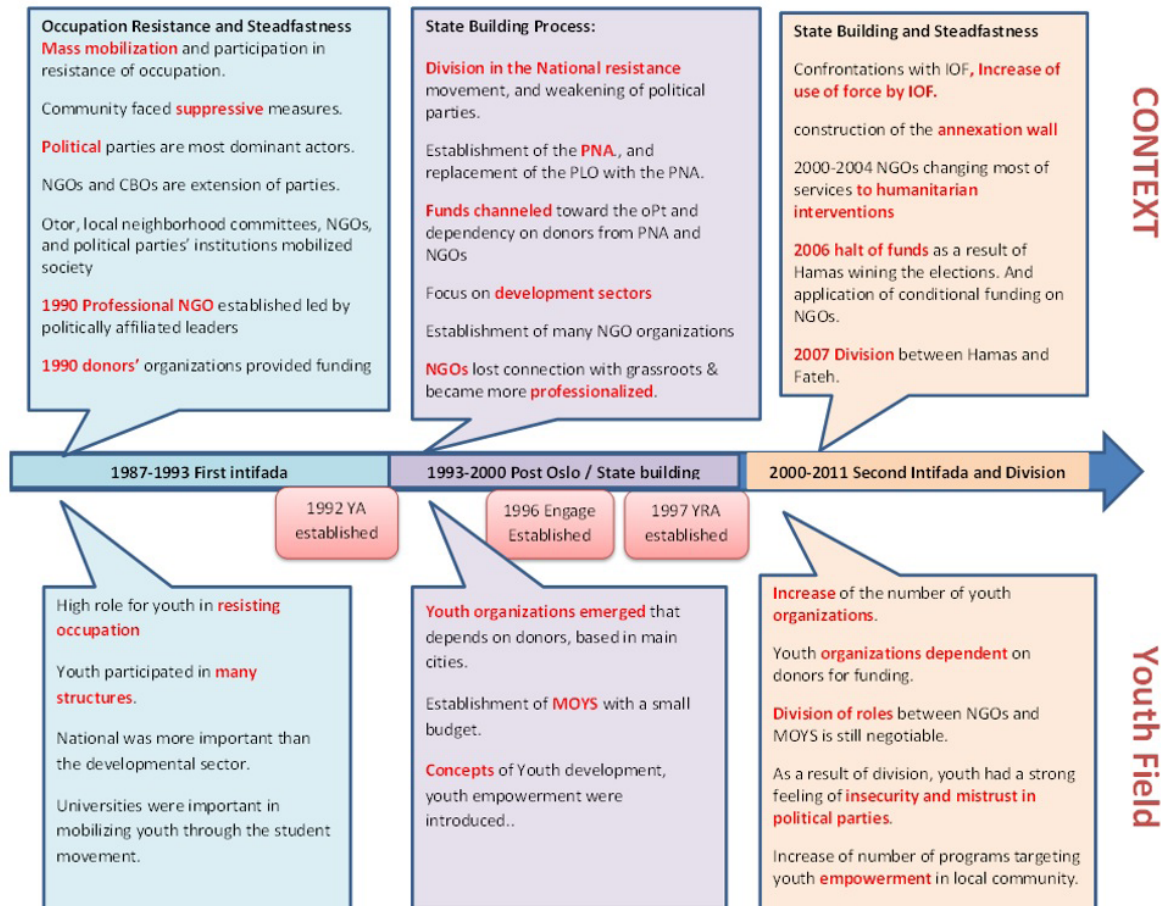 Occupation Resistance and Steadfastness
Mass mobilization and participation in
resistance of occupation.
Community faced suppressive measures.
Political parties are most dominant actors.
NGOs and CBOs are extension of parties.
Otor, local neighborhood committees, NGOs,
and political parties' institutions mobilized
society
1990 Professional NGO established led by
politically affiliated leaders
1990 donors' organizations provided funding
State Building Process:
Division in the National resistance
movement, and weakening of political
parties.
Establishment of the PNA., and
replacement of the PLO with the PNA.
Funds channeled toward the oPt and
dependency on donors from PNA and
NGOs
Focus on development sectors
Establishment of many NGO organizations
NGOs lost connection with grassroots &
became more professionalized.
State Building and Steadfastness
Confrontations with IOF, Increase of
use of force by IOF.
construction of the annexation wall
2000-2004 NGOs changing most of
services to humanitarian
interventions
2006 halt of funds as a result of
Hamas wining the elections. And
application of conditional funding on
NGOs.
2007 Division between Hamas and
Fateh.
CONTEXT
1987-1993 First intifada
1993-2000 Post Oslo / State building
2000-2011 Second Intifada and Division
1992 YA
established
1996 Engage
Established
1997 YRA
established
High role for youth in resisting
occupation
Youth participated in many
structures.
National was more important than
the developmental sector.
Universities were important in
mobilizing youth through the student
movement.
Youth organizations emerged that
depends on donors, based in main
cities.
Establishment of MOYS with a small
budget.
Concepts of Youth development,
youth empowerment were
introduced..
Increase of the number of youth
organizations.
Youth organizations dependent on
donors for funding.
Division of roles between NGOs and
MOYS is still negotiable.
As a result of division, youth had a strong
feeling of insecurity and mistrust in
political parties.
Increase of number of programs targeting
youth empowerment in local community.
Youth Field